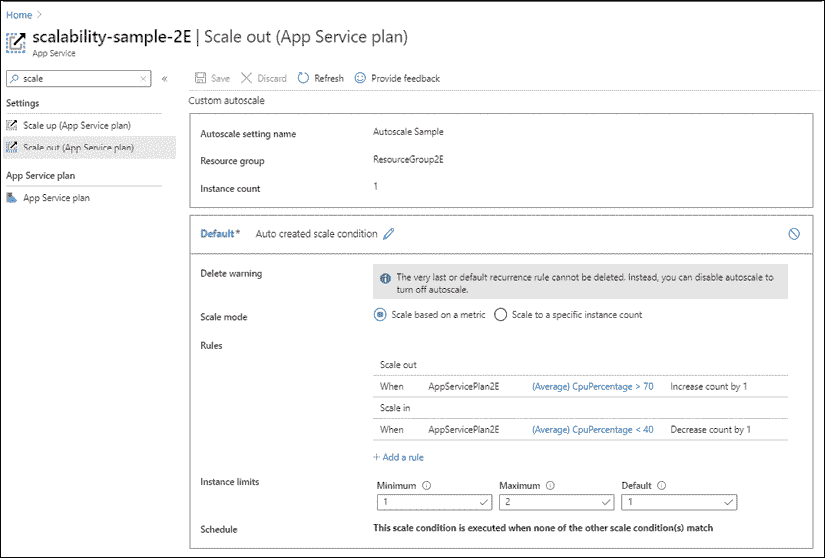 Home >
scalability-sample-2E | Scale out (App Service plan)
App Service
scale
Save Discard Refresh Provide feedback
Settings
Scale up (App Service plan)
Scale out (App Service plan)
App Service plan
App Service plan
Custom autoscale
Autoscale setting name Autoscale Sample
Resource group ResourceGroup2E
Instance count 1
Default* Auto created scale condition
Delete warning The very last or default recurrence rule cannot be deleted. Instead, you can disable autoscale to
turn off autoscale.
Scale mode Scale based on a metric Scale to a specific instance count
Rules
Scale out
When AppServicePlan2E (Average) CpuPercentage > 70 Increase count by 1
Scale in
When AppServicePlan2E (Average) CpuPercentage < 40 Decrease count by 1
+ Add a rule
Instance limits Minimum Maximum Default
1 2 1
Schedule This scale condition is executed when none of the other scale condition(s) match